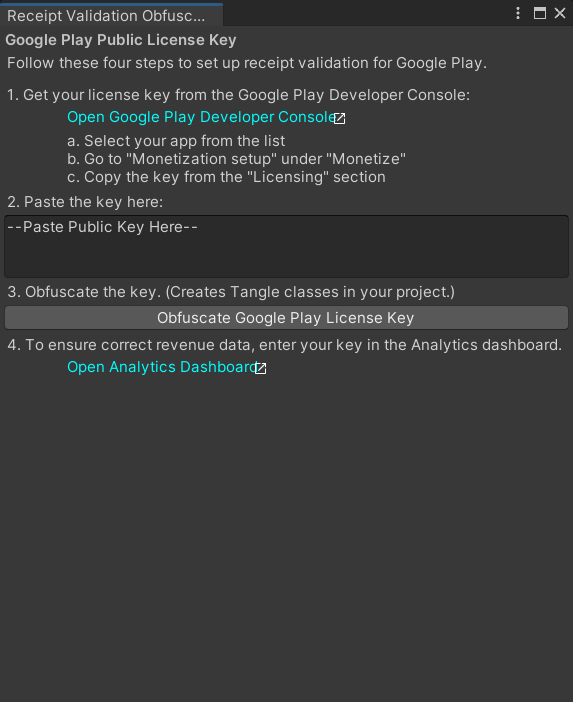 Receipt Validation Obfusc...
Google Play Public License Key
Follow these four steps to set up receipt validation for Google Play.
1. Get your license key from the Google Play Developer Console:
Open Google Play Developer Console
a. Select your app from the list
b. Go to "Monetization setup" under "Monetize"
c. Copy the key from the "Licensing" section
2. Paste the key here:
--Paste Public Key Here--
3. Obfuscate the key. (Creates Tangle classes in your project.)
Obfuscate Google Play License Key
4. To ensure correct revenue data, enter your key in the Analytics dashboard.
Open Analytics Dashboard